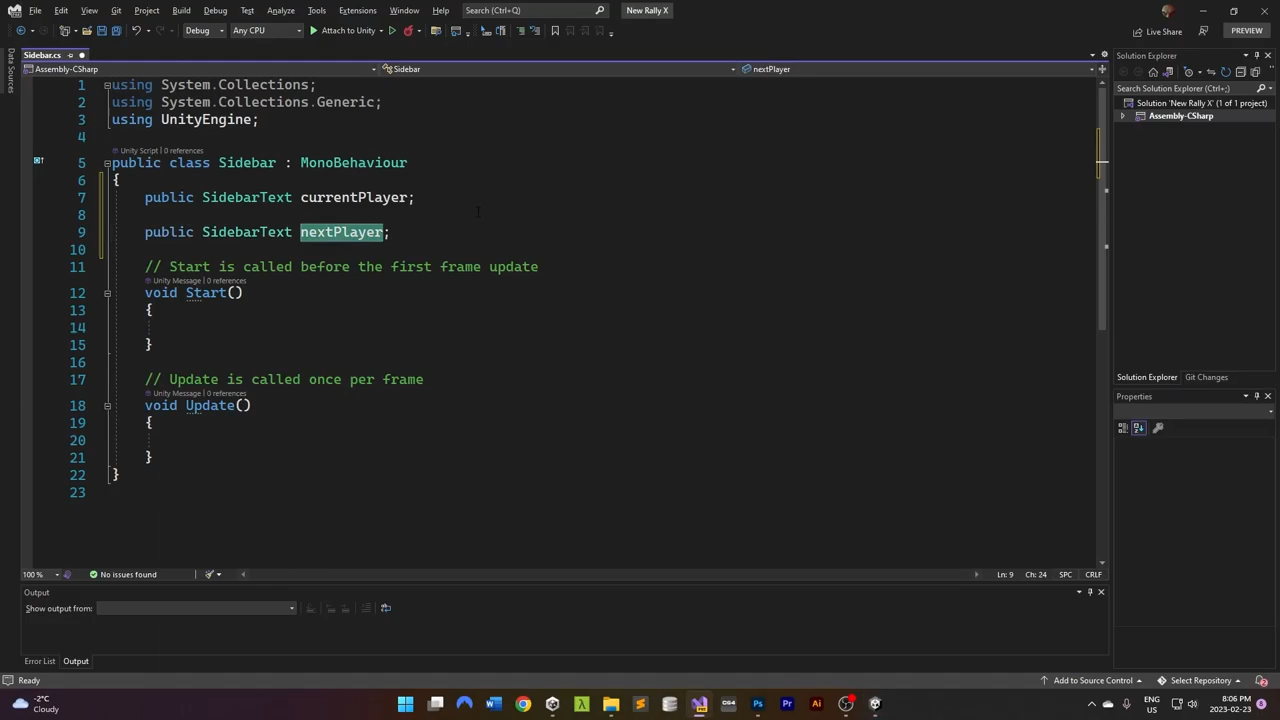 File Edit View Git Project Build Debug Test Analyze Tools Extensions Window Help Search (Ctrl+Q) New Rally X
Debug Any CPU Attach to Unity Live Share PREVIEW
Sidebar.cs
Assembly-CSharp Sidebar nextPlayer
Data Sources
1 using System.Collections;
2 using System.Collections.Generic;
3 using UnityEngine;
4
Unity Script | 0 references
5 public class Sidebar : MonoBehaviour
6 {
7 public SidebarText currentPlayer;
8
9 public SidebarText nextPlayer;
10
11 // Start is called before the first frame update
Unity Message | 0 references
12 void Start()
13 {
14
15 }
16
17 // Update is called once per frame
Unity Message | 0 references
18 void Update()
19 {
20
21 }
22 }
23
100 % No issues found Ln: 9 Ch: 24 SPC CRLF
Output
Show output from:
Error List Output
Solution Explorer
Search Solution Explorer (Ctrl+;)
Solution 'New Rally X' (1 of 1 project)
Assembly-CSharp
Solution Explorer Git Changes
Properties
Ready Add to Source Control Select Repository 2
-2°C
Cloudy
ENG
US
8:06 PM
2023-02-23